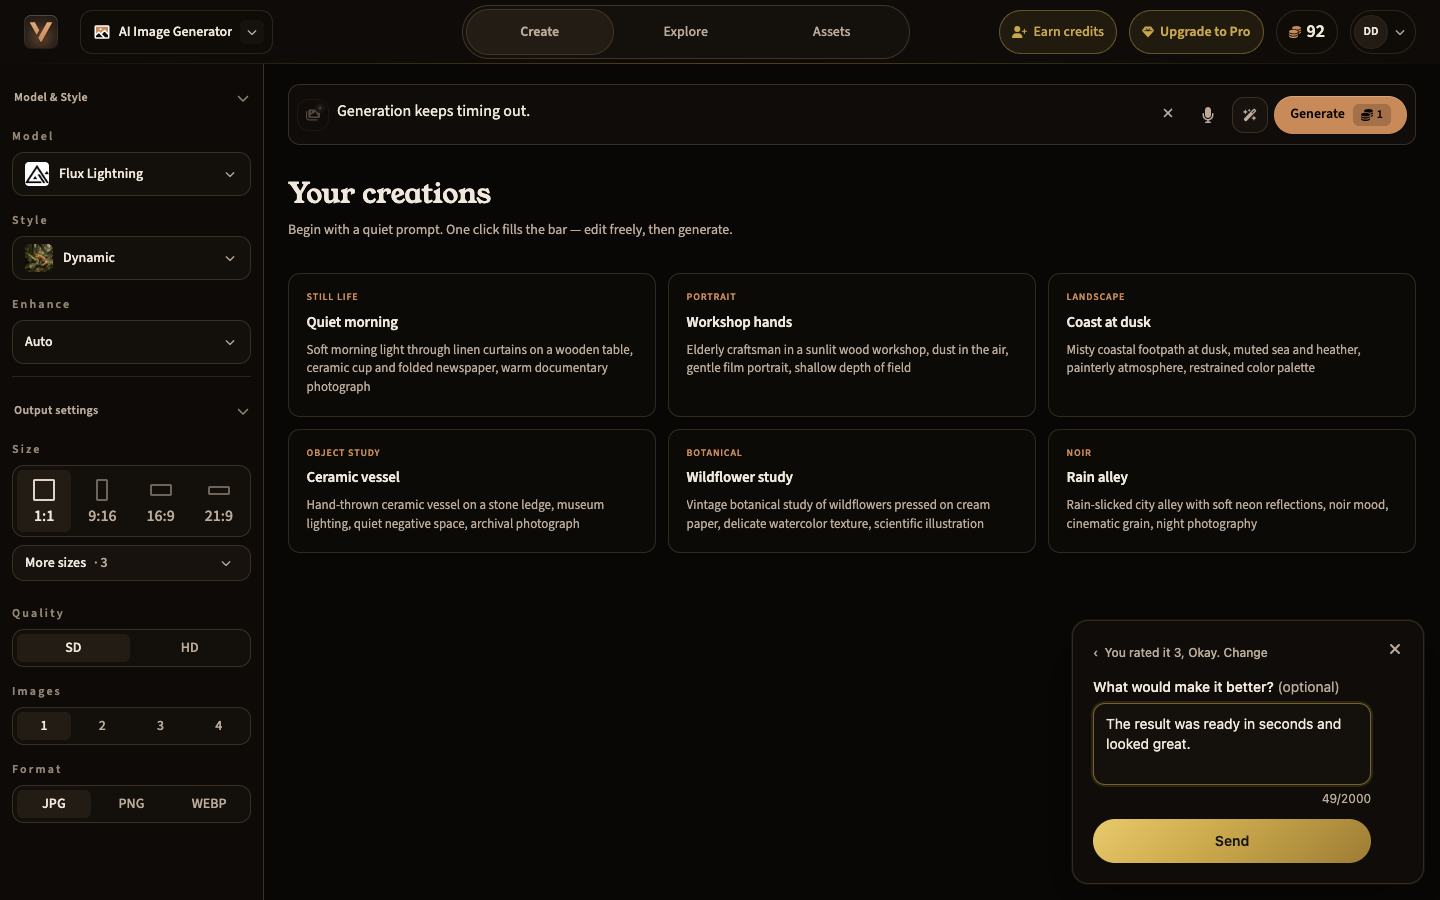 AI Image Generator
Create
Explore
Assets
Earn credits
Upgrade to Pro
92
DD
Model & Style
Model
Flux Lightning
Style
Dynamic
Enhance
Auto
Output settings
Size
1:1
9:16
16:9
21:9
More sizes · 3
Quality
SD
HD
Images
1
2
3
4
Format
JPG
PNG
WEBP
Generation keeps timing out.
Generate
1
Your creations
Begin with a quiet prompt. One click fills the bar — edit freely, then generate.
STILL LIFE
Quiet morning
Soft morning light through linen curtains on a wooden table,
ceramic cup and folded newspaper, warm documentary
photograph
PORTRAIT
Workshop hands
Elderly craftsman in a sunlit wood workshop, dust in the air,
gentle film portrait, shallow depth of field
LANDSCAPE
Coast at dusk
Misty coastal footpath at dusk, muted sea and heather,
painterly atmosphere, restrained color palette
OBJECT STUDY
Ceramic vessel
Hand-thrown ceramic vessel on a stone ledge, museum
lighting, quiet negative space, archival photograph
BOTANICAL
Wildflower study
Vintage botanical study of wildflowers pressed on cream
paper, delicate watercolor texture, scientific illustration
NOIR
Rain alley
Rain-slicked city alley with soft neon reflections, noir mood,
cinematic grain, night photography
‹ You rated it 3, Okay. Change
What would make it better? (optional)
The result was ready in seconds and
looked great.
49/2000
Send